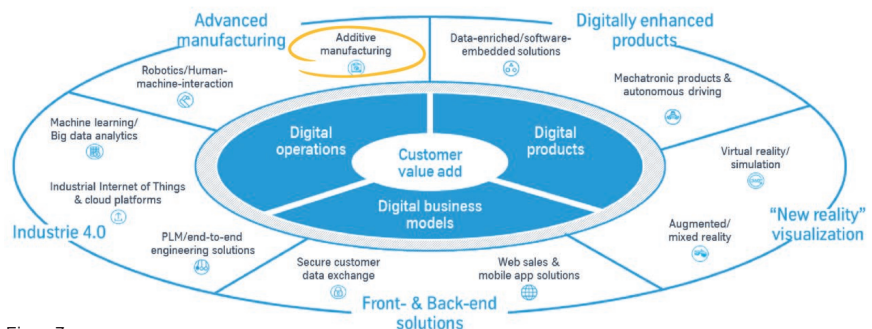 Advanced
manufacturing
Additive
manufacturing
Data-enriched/software-
embedded solutions
Digitally enhanced
products
Robotics/Human-
machine-interaction
Mechatronic products &
autonomous driving
Machine learning/
Big data analytics
Digital
operations
Digital
products
Customer
value add
Virtual reality/
simulation
Industrial Internet of Things
& cloud platforms
Digital business
models
Industrie 4.0
PLM/end-to-end
engineering solutions
Augmented/
mixed reality
"New reality"
visualization
Secure customer
data exchange
Web sales &
mobile app solutions
Front- & Back-end
solutions